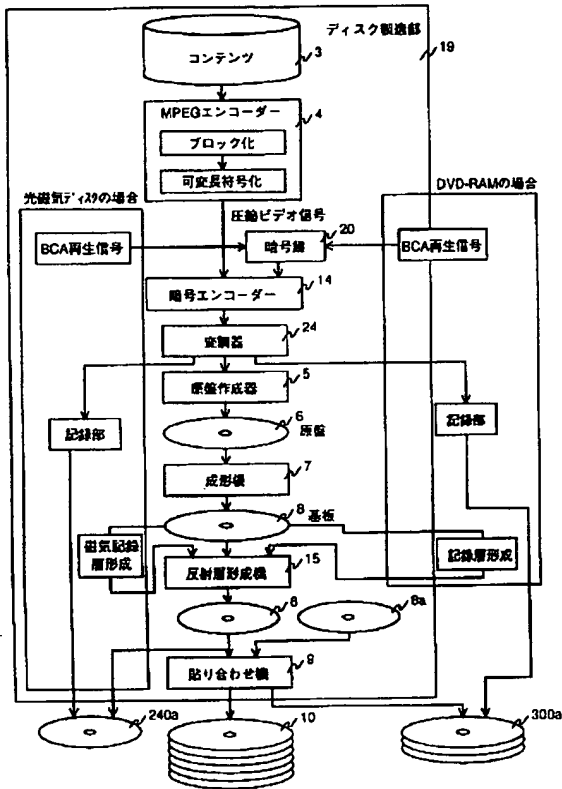 ディスク製造部
19
コンテンツ
3
MPEGエンコーダー
4
ブロック化
可変長符号化
光磁気ディスクの場合
DVD-RAMの場合
圧縮ビデオ信号
20
BCA再生信号
暗号鍵
BCA再生信号
暗号エンコーダー
14
変調器
24
原盤作成器
5
記録部
6
原盤
記録部
成形機
7
8
基板
磁気記録
層形成
反射層形成機
15
記録層形成
8
8a
貼り合わせ機
9
240a
10
300a